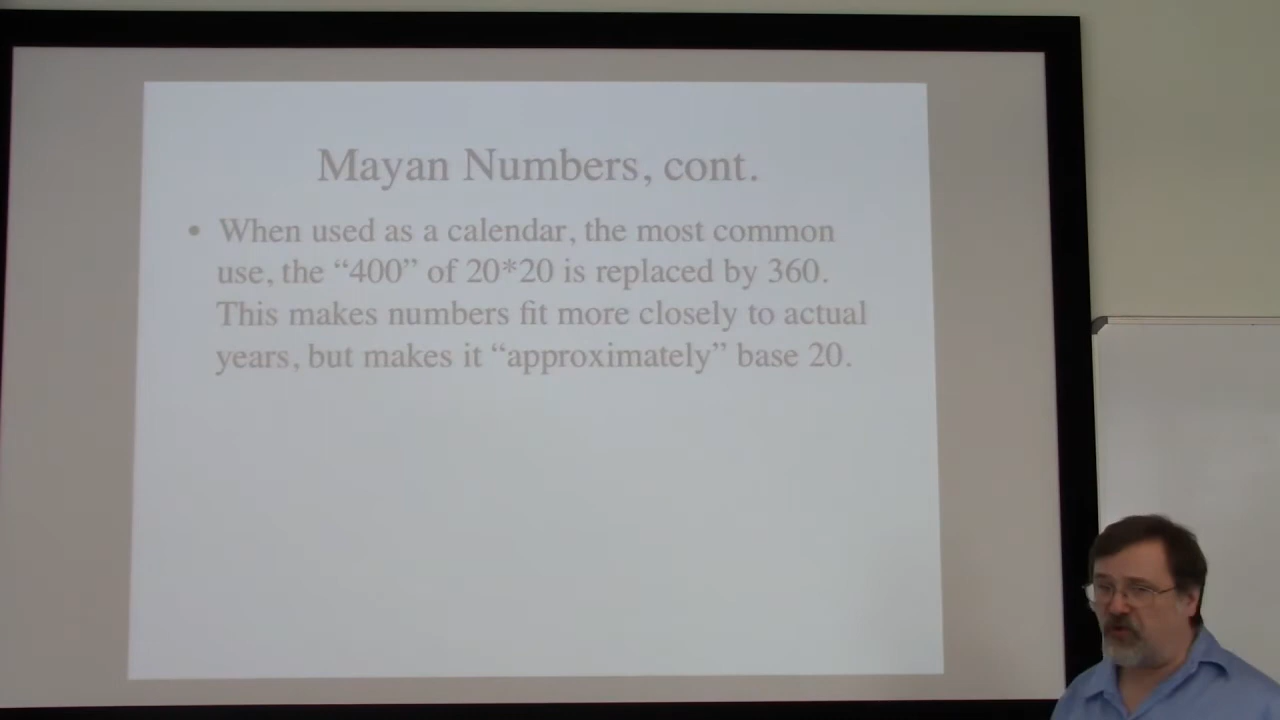 Mayan Numbers, cont.
• When used as a calendar, the most common
use, the “400” of 20*20 is replaced by 360.
This makes numbers fit more closely to actual
years, but makes it “approximately” base 20.